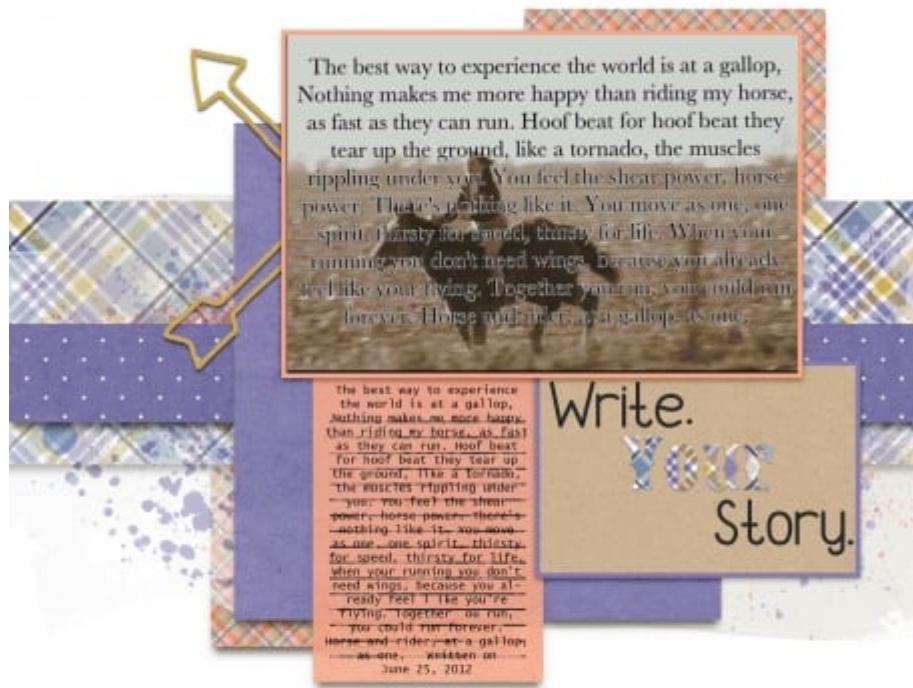 The best way to experience the world is at a gallop,
Nothing makes me more happy than riding my horse,
as fast as they can run. Hoof beat for hoof beat they
tear up the ground, like a tornado, the muscles
rippling under you. You feel the shear power, horse
power. There's nothing like it. You move as one, one
spirit, thirsty for speed, thirsty for life. When your
running you don't need wings, because you already
feel like your flying. Together you run, you could run
forever. Horse and rider, at a gallop, as one.
The best way to experience
the world is at a gallop,
Nothing makes me more happy
than riding my horse, as fast
as they can run. Hoof beat
for hoof beat they tear up
the ground, like a tornado,
the muscles rippling under
you. You feel the shear
power, horse power. There's
nothing like it. You move
as one, one spirit, thirsty
for speed, thirsty for life,
when your running you don't
need wings, because you al-
ready feel l like you're
flying. Together ou run,
you could run forever.
Horse and rider, at a gallop,
as one. Written on
June 25, 2012
Write.
Your
Story.